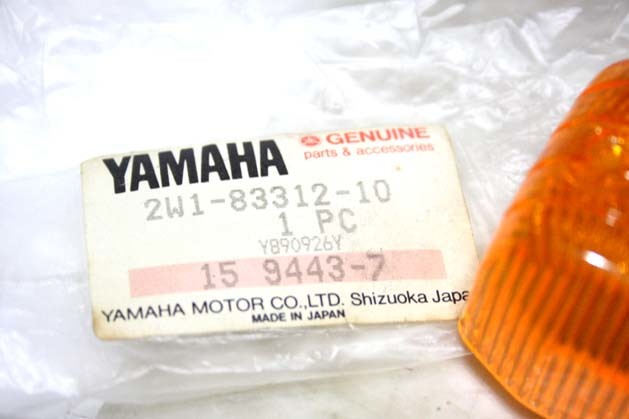 YAMAHA GENUINE
parts & accessories
2W1-83312-10
1 PC
YB90926Y
15 9443-7
YAMAHA MOTOR CO.,LTD. Shizuoka Japa
MADE IN JAPAN